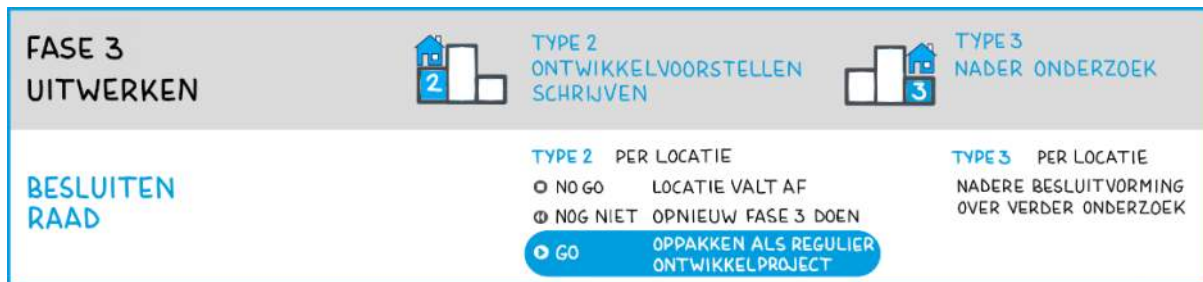 FASE 3
UITWERKEN
2
TYPE 2
ONTWIKKELVOORSTELLEN
SCHRIJVEN
3
TYPE 3
NADER ONDERZOEK
BESLUITEN
RAAD
TYPE 2 PER LOCATIE
NO GO LOCATIE VALT AF
NOG NIET OPNIEUW FASE 3 DOEN
GO OPPAKKEN ALS REGULIER
ONTWIKKELPROJECT
TYPE 3 PER LOCATIE
NADERE BESLUITVORMING
OVER VERDER ONDERZOEK